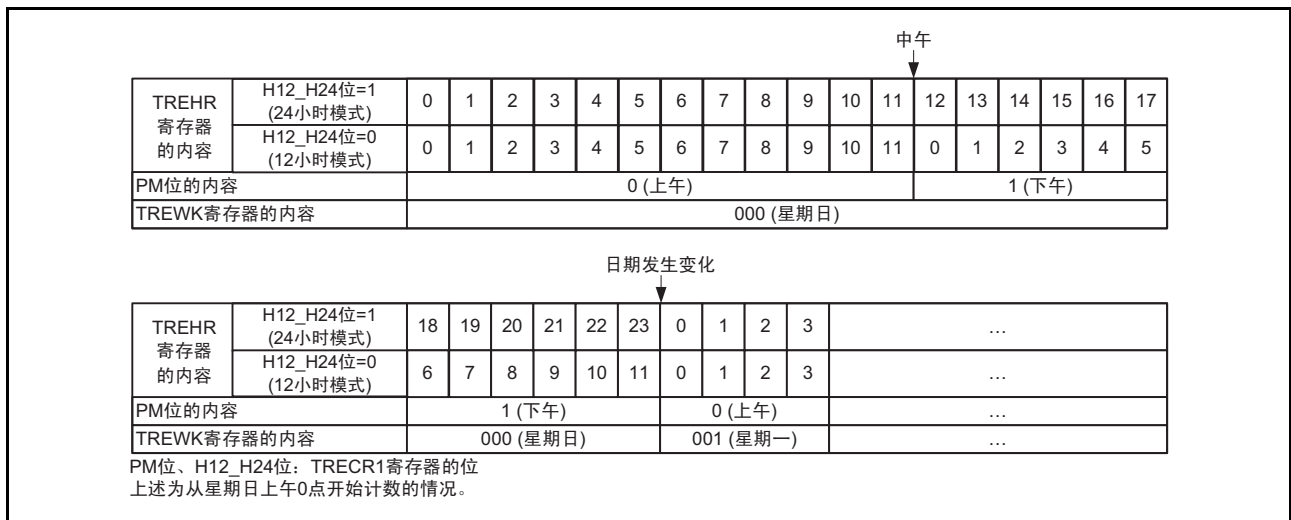 中午
TREHR寄存器的内容 H12_H24位=1 (24小时模式) 0 1 2 3 4 5 6 7 8 9 10 11 12 13 14 15 16 17
H12_H24位=0 (12小时模式) 0 1 2 3 4 5 6 7 8 9 10 11 0 1 2 3 4 5
PM位的内容 0 (上午) 1 (下午)
TREWK寄存器的内容 000 (星期日)
日期发生变化
TREHR寄存器的内容 H12_H24位=1 (24小时模式) 18 19 20 21 22 23 0 1 2 3 …
H12_H24位=0 (12小时模式) 6 7 8 9 10 11 0 1 2 3 …
PM位的内容 1 (下午) 0 (上午) …
TREWK寄存器的内容 000 (星期日) 001 (星期一) …
PM位、H12_H24位：TRECR1寄存器的位
上述为从星期日上午0点开始计数的情况。